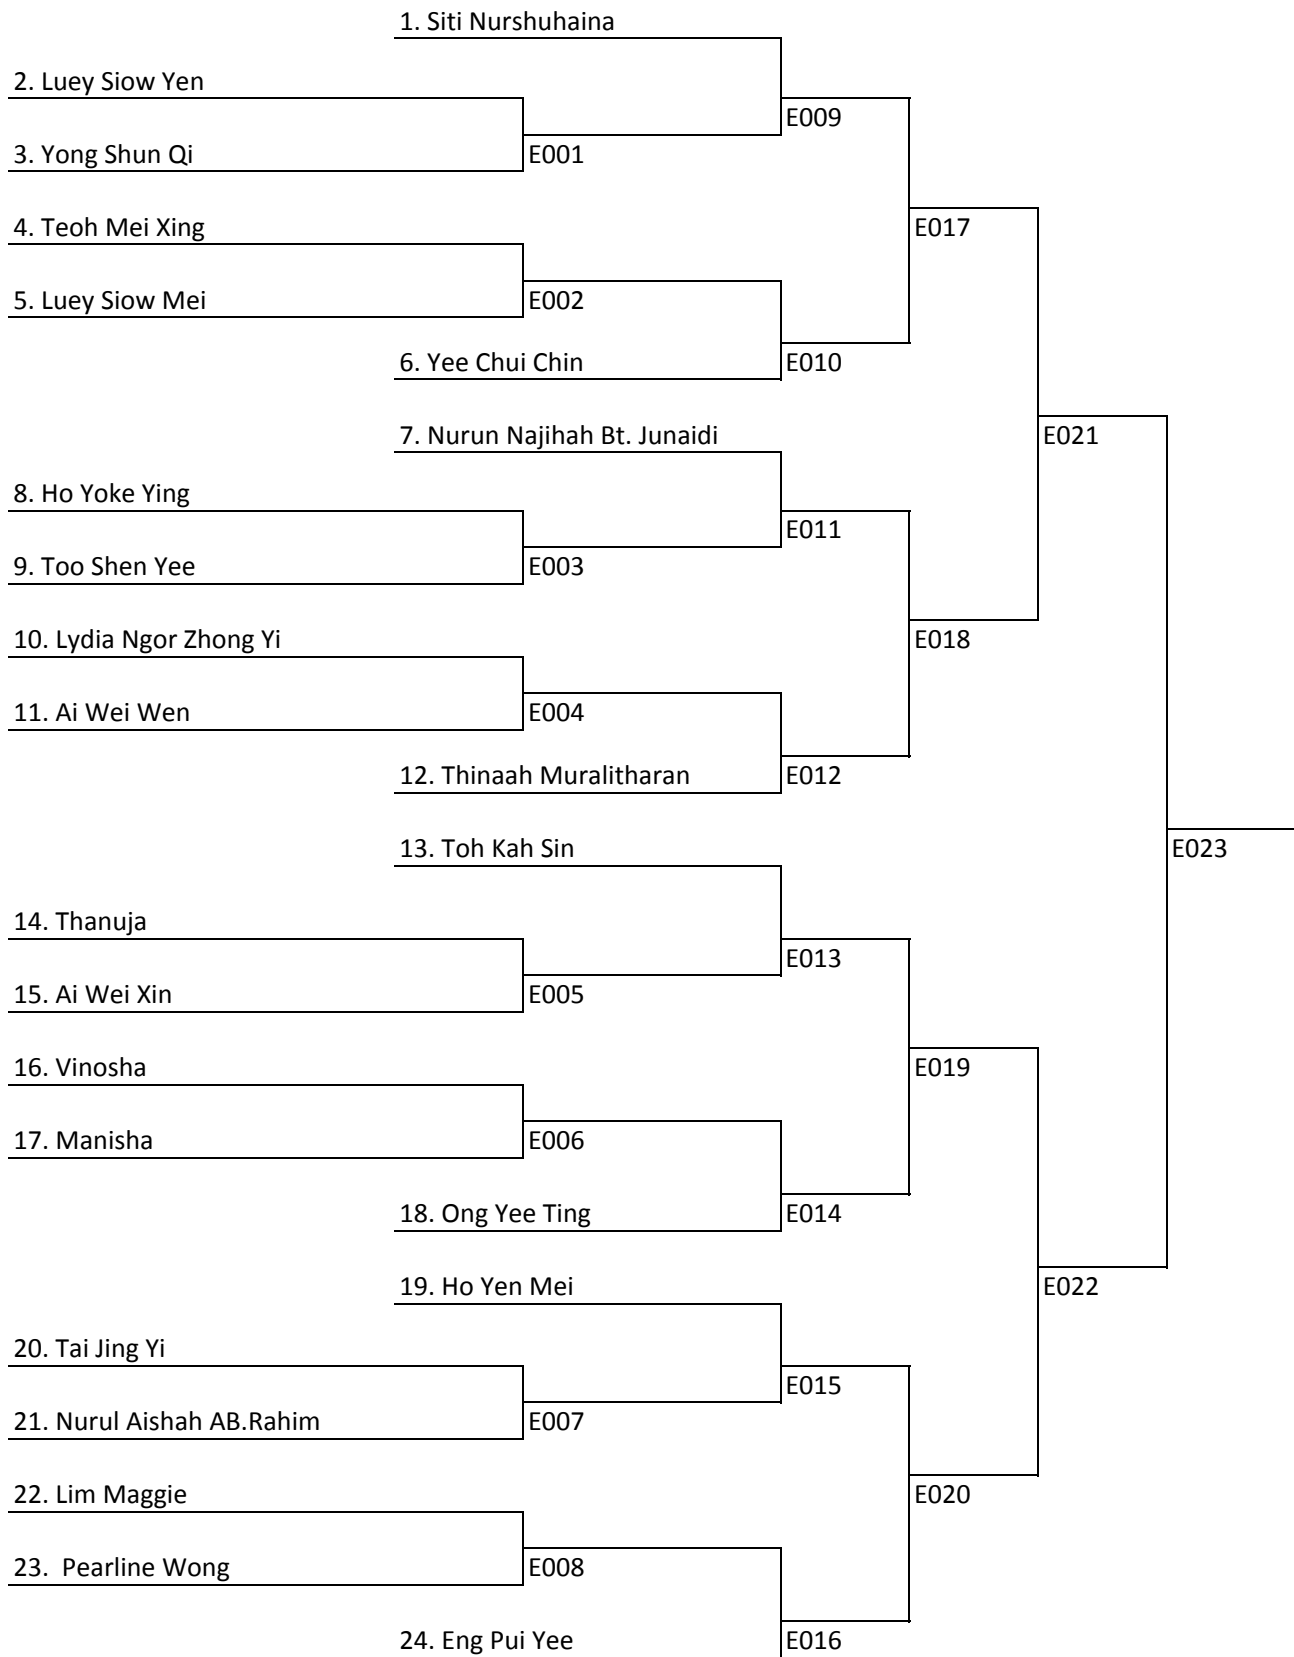 1. Siti Nurshuhaina
2. Luey Siow Yen
E009
3. Yong Shun Qi
E001
4. Teoh Mei Xing
E017
5. Luey Siow Mei
E002
6. Yee Chui Chin
E010
7. Nurun Najihah Bt. Junaidi
E021
8. Ho Yoke Ying
E011
9. Too Shen Yee
E003
10. Lydia Ngor Zhong Yi
E018
11. Ai Wei Wen
E004
12. Thinaah Muralitharan
E012
13. Toh Kah Sin
E023
14. Thanuja
E013
15. Ai Wei Xin
E005
16. Vinosha
E019
17. Manisha
E006
18. Ong Yee Ting
E014
19. Ho Yen Mei
E022
20. Tai Jing Yi
E015
21. Nurul Aishah AB.Rahim
E007
22. Lim Maggie
E020
23.  Pearline Wong
E008
24. Eng Pui Yee
E016